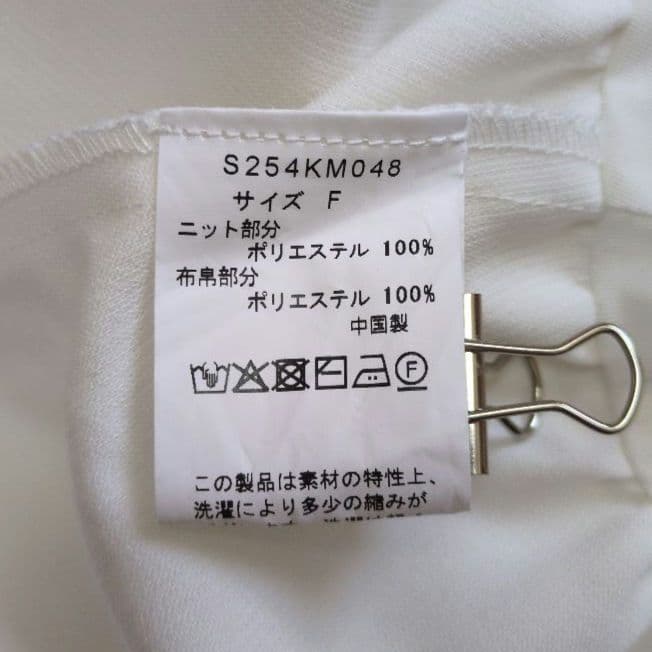 S254KM048
サイズ F
ニット部分
ポリエステル 100%
布帛部分
ポリエステル 100%
中国製
F
この製品は素材の特性上、
洗濯により多少の縮みが